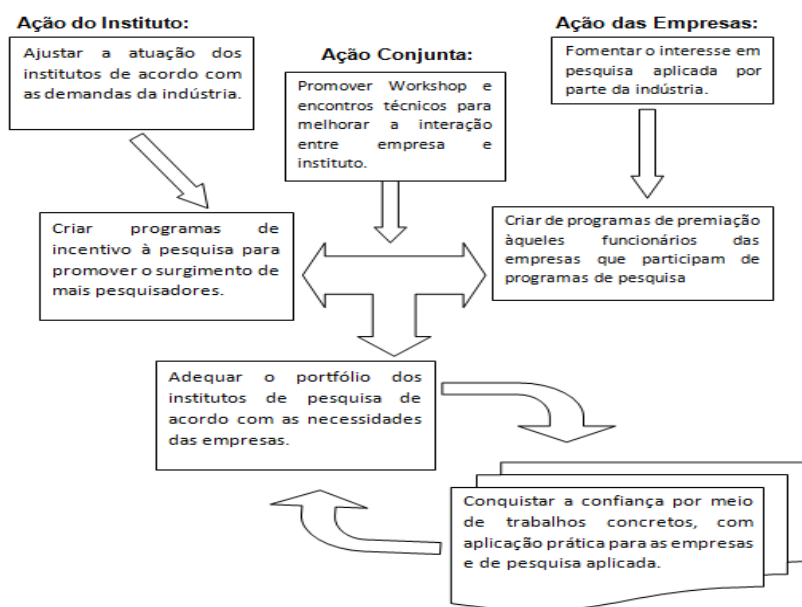 Ação do Instituto:
Ajustar a atuação dos
institutos de acordo com
as demandas da indústria.
Ação Conjunta:
Promover Workshop e
encontros técnicos para
melhorar a interação
entre empresa e
instituto.
Ação das Empresas:
Fomentar o interesse em
pesquisa aplicada por
parte da indústria.
Criar programas de
incentivo à pesquisa para
promover o surgimento de
mais pesquisadores.
Criar de programas de premiação
àqueles funcionários das
empresas que participam de
programas de pesquisa
Adequar o portfólio dos
institutos de pesquisa de
acordo com as necessidades
das empresas.
Conquistar a confiança por meio
de trabalhos concretos, com
aplicação prática para as empresas
e de pesquisa aplicada.